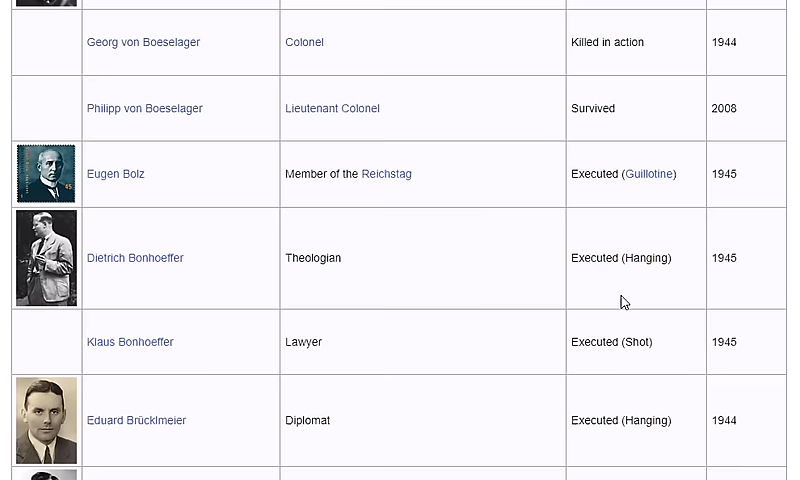 Georg von Boeselager Colonel Killed in action 1944
Philipp von Boeselager Lieutenant Colonel Survived 2008
Eugen Bolz Member of the Reichstag Executed (Guillotine) 1945
Dietrich Bonhoeffer Theologian Executed (Hanging) 1945
Klaus Bonhoeffer Lawyer Executed (Shot) 1945
Eduard Brücklmeier Diplomat Executed (Hanging) 1944